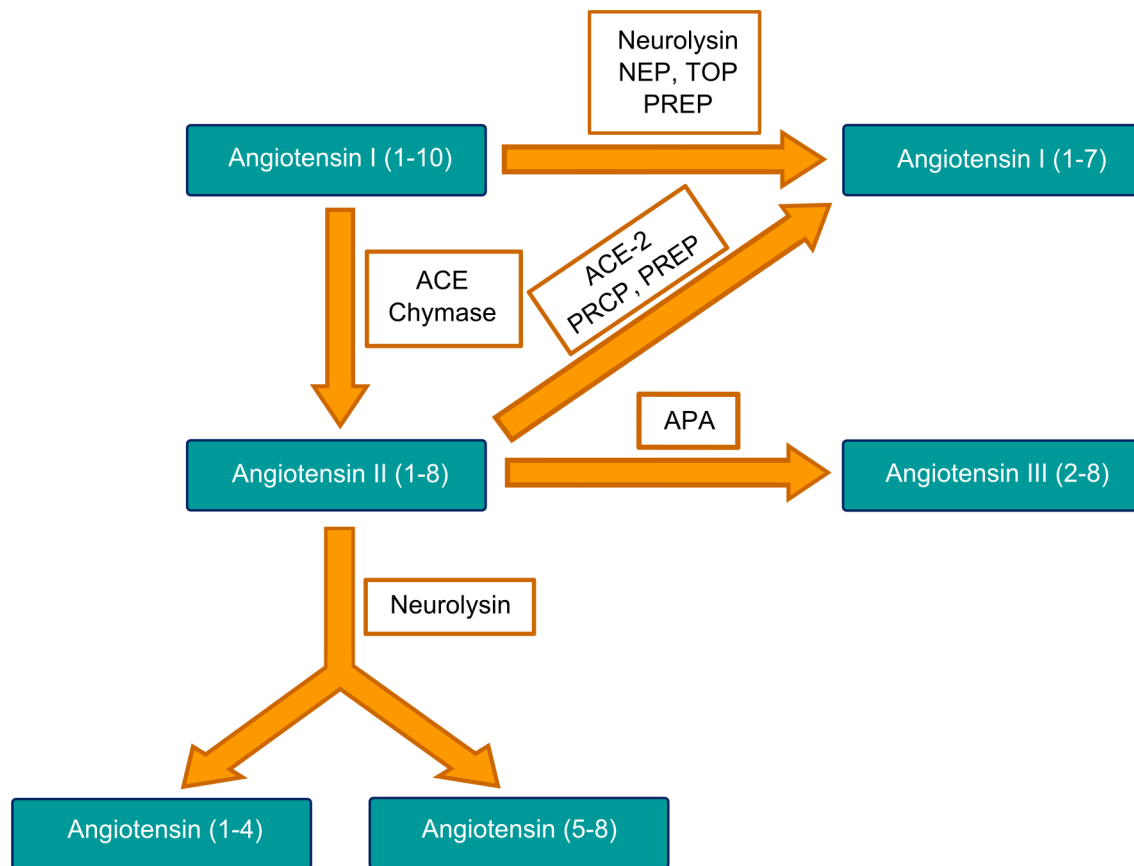 Neurolysin
NEP, TOP
PREP
Angiotensin I (1-10)
Angiotensin I (1-7)
ACE
Chymase
ACE-2
PRCP , PREP
APA
Angiotensin II (1-8)
Angiotensin III (2-8)
Neurolysin
Angiotensin (1-4)
Angiotensin (5-8)